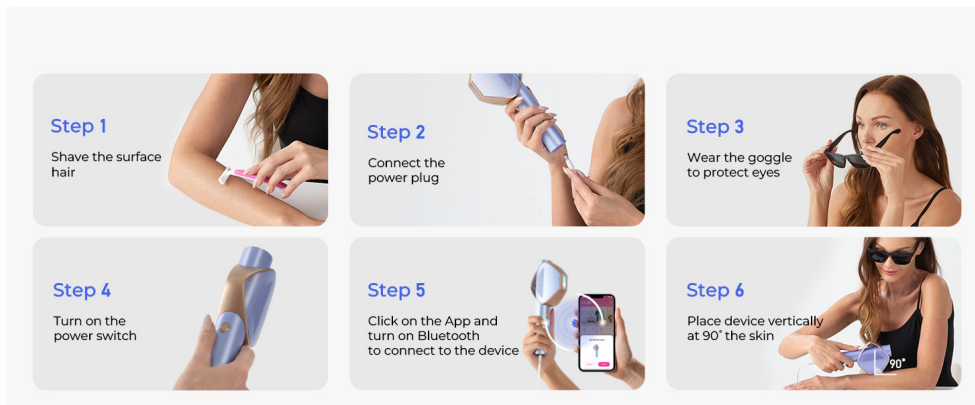 Step 1
Shave the surface
hair
Step 2
Connect the
power plug
Step 3
Wear the goggle
to protect eyes
Step 4
Turn on the
power switch
Step 5
Click on the App and
turn on Bluetooth
to connect to the device
Step 6
Place device vertically
at 90° the skin
90°